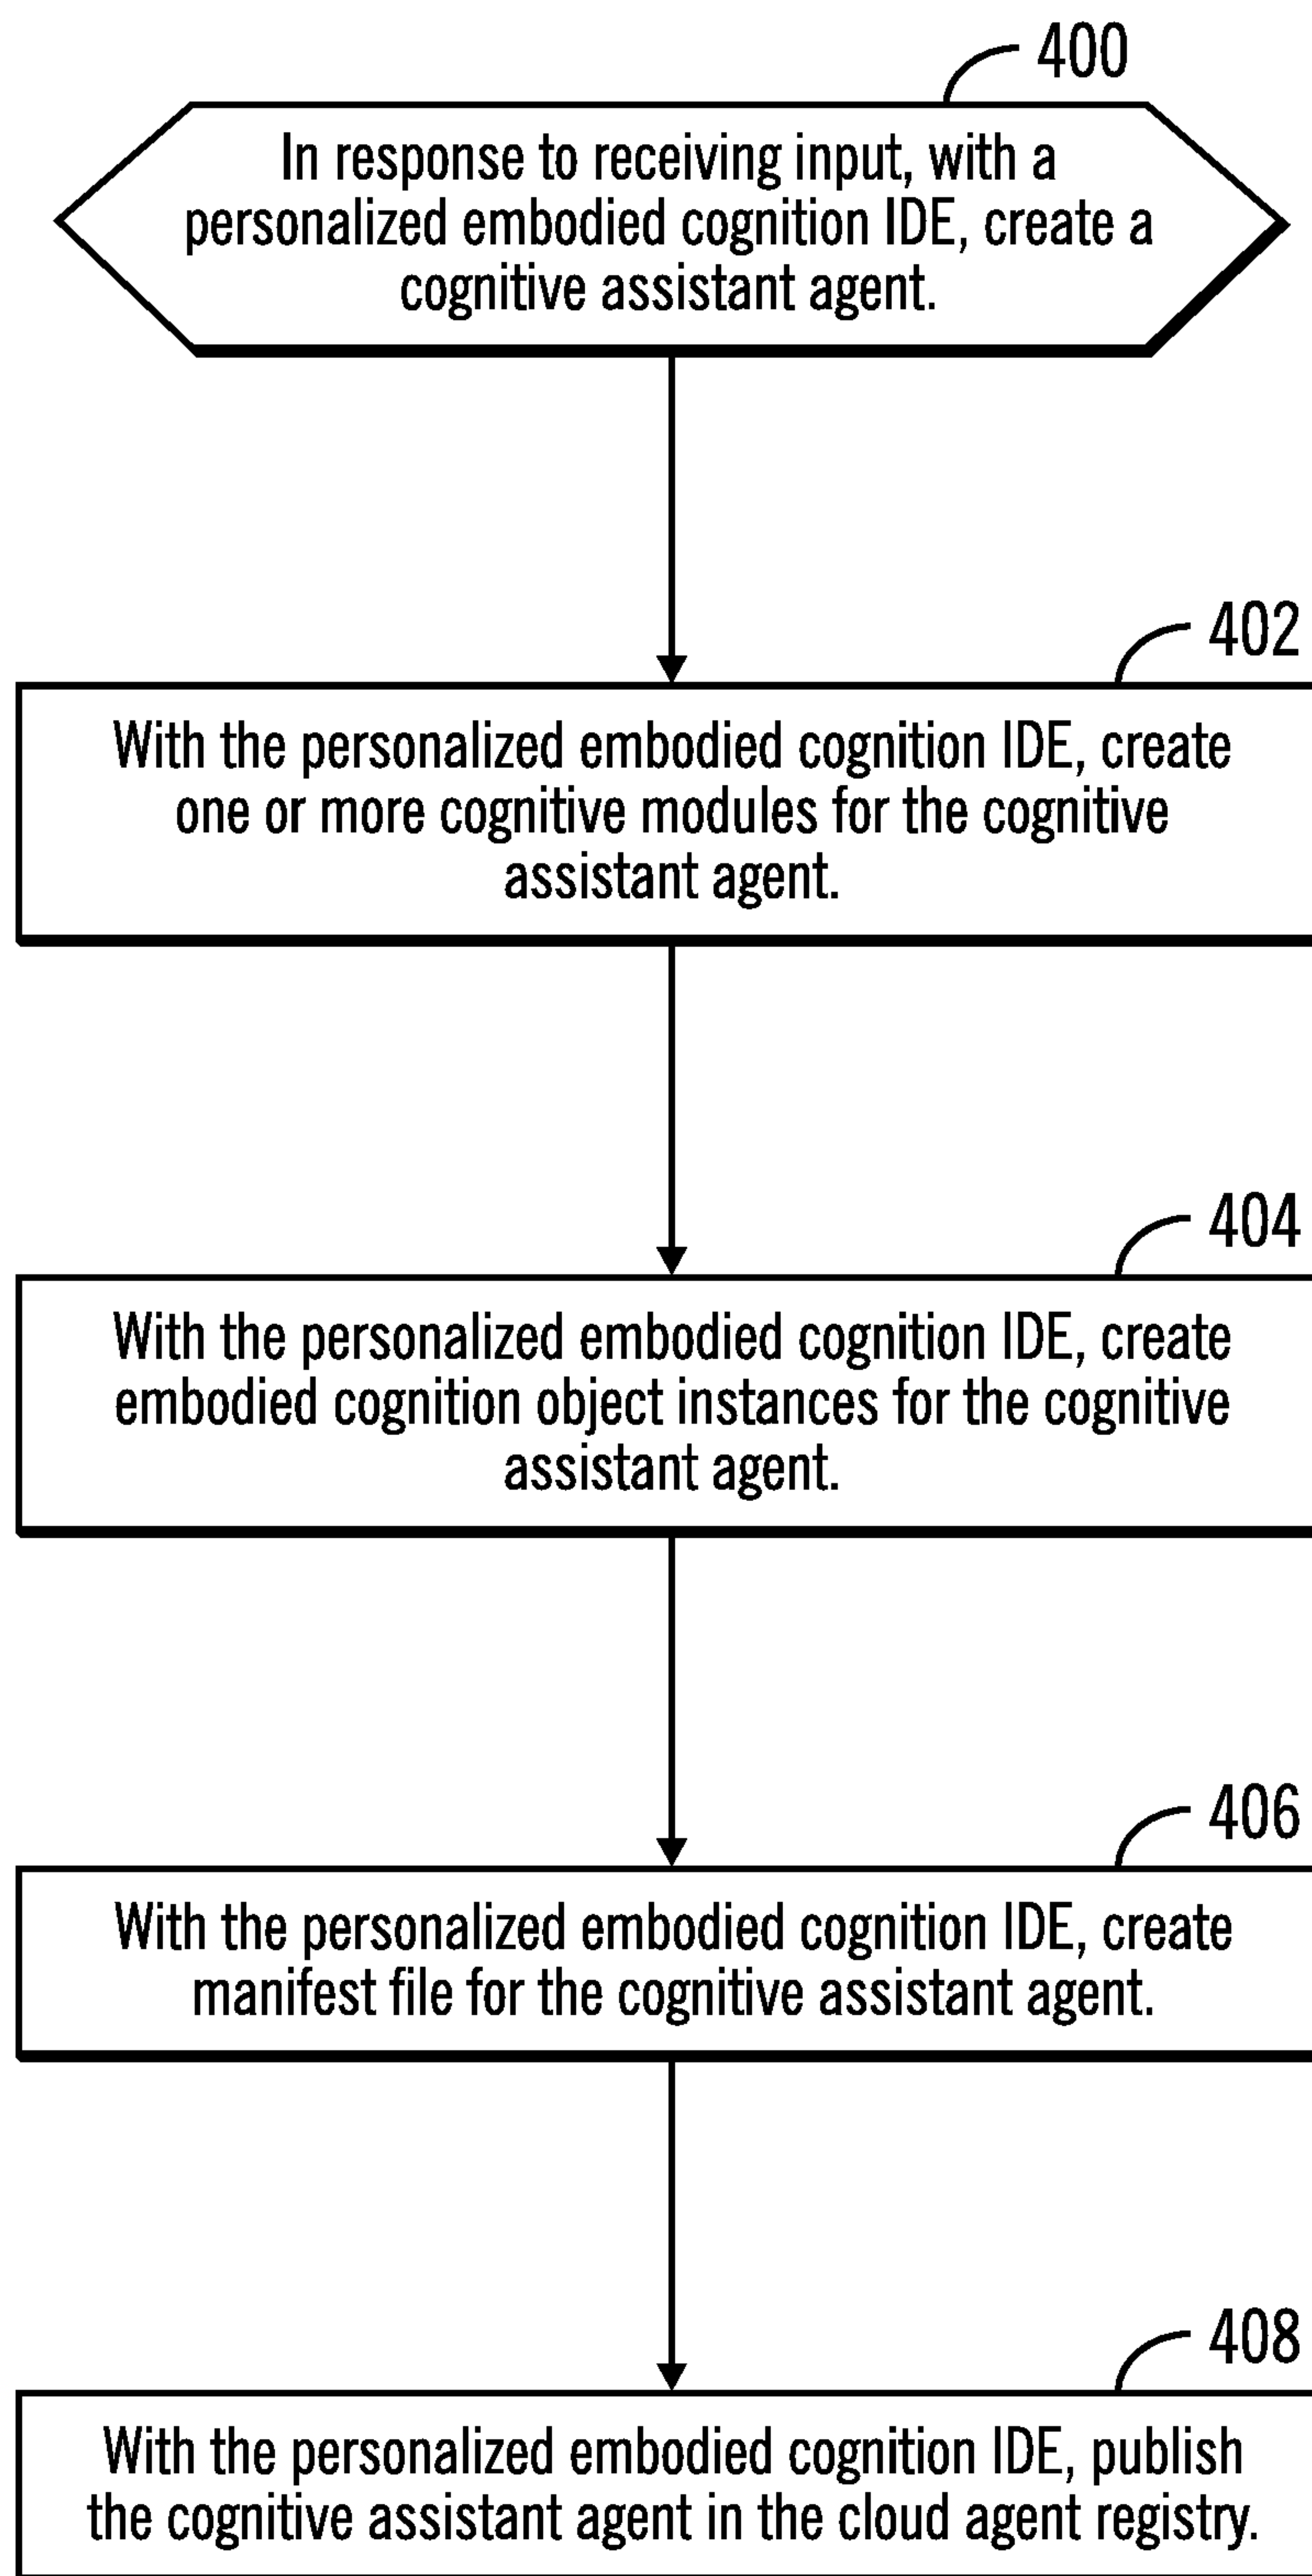 400
In response to receiving input, with a
personalized embodied cognition IDE, create a
cognitive assistant agent.
402
With the personalized embodied cognition IDE, create
one or more cognitive modules for the cognitive
assistant agent.
404
With the personalized embodied cognition IDE, create
embodied cognition object instances for the cognitive
assistant agent.
406
With the personalized embodied cognition IDE, create
manifest file for the cognitive assistant agent.
408
With the personalized embodied cognition IDE, publish
the cognitive assistant agent in the cloud agent registry.